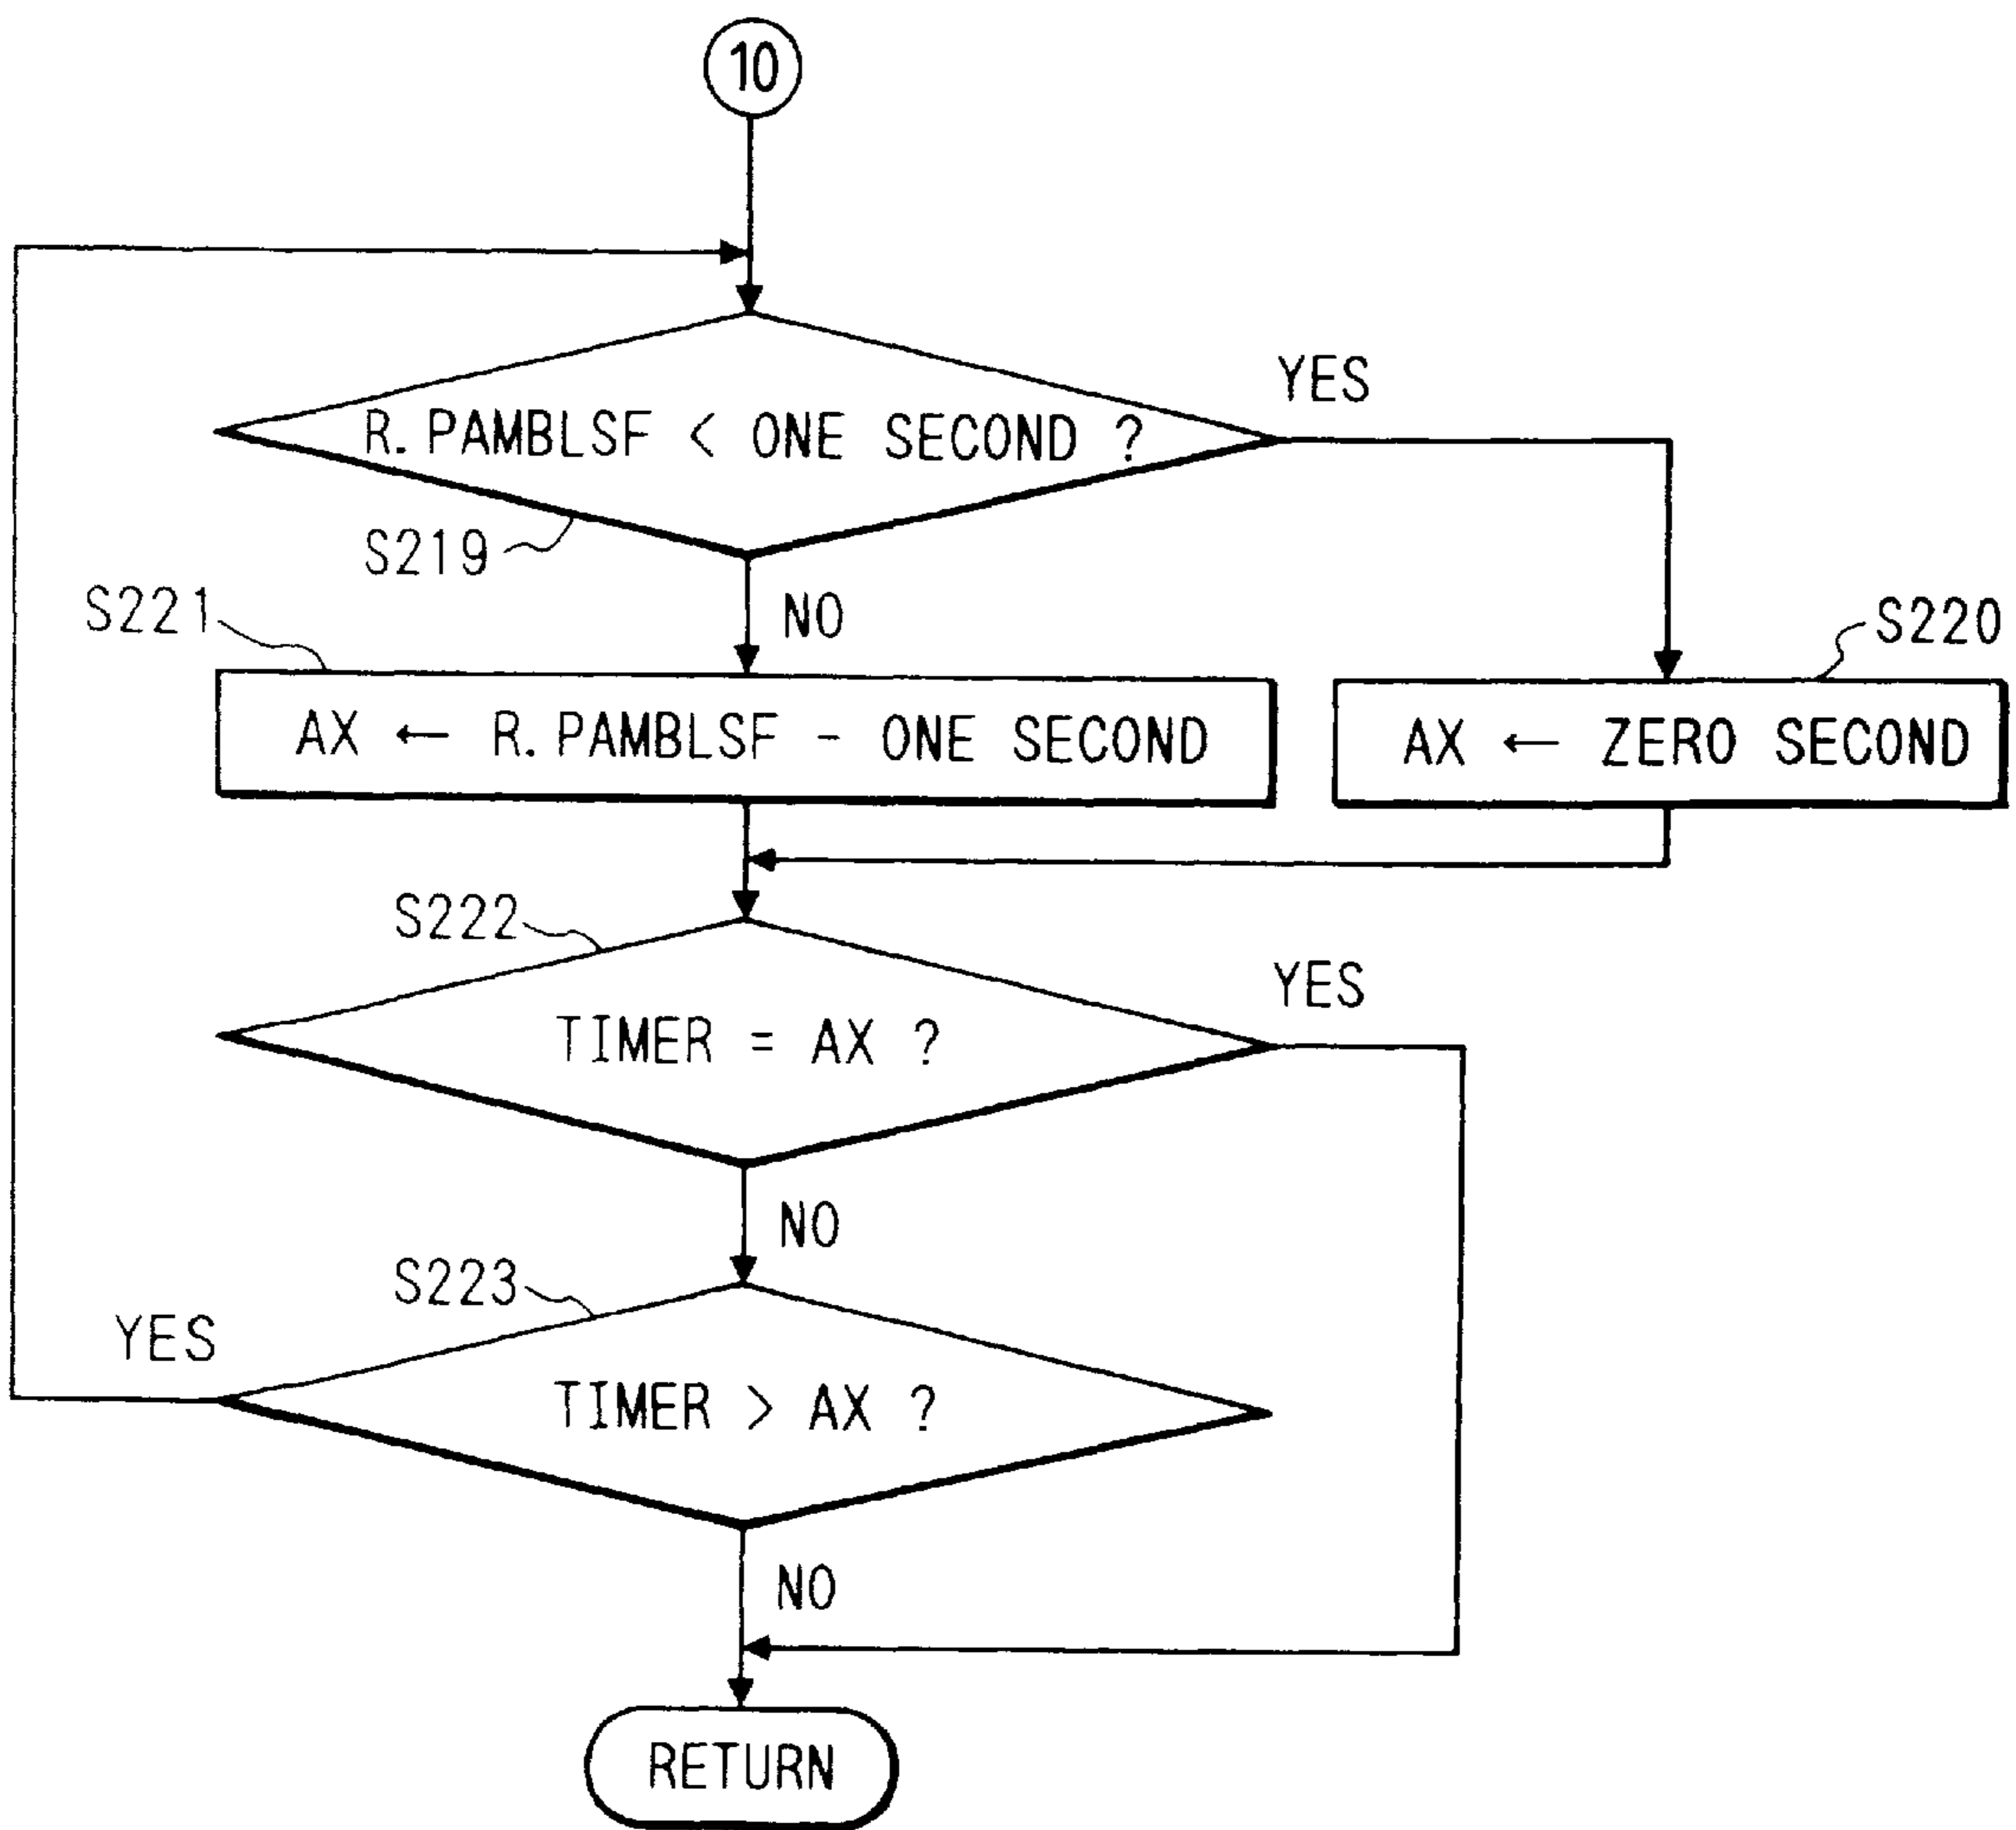 10
YES
R. PAMBLSF < ONE SECOND ?
S219
S221
NO
S220
AX ← R. PAMBLSF - ONE SECOND
AX ← ZERO SECOND
S222
YES
TIMER = AX ?
NO
S223
YES
TIMER > AX ?
NO
RETURN